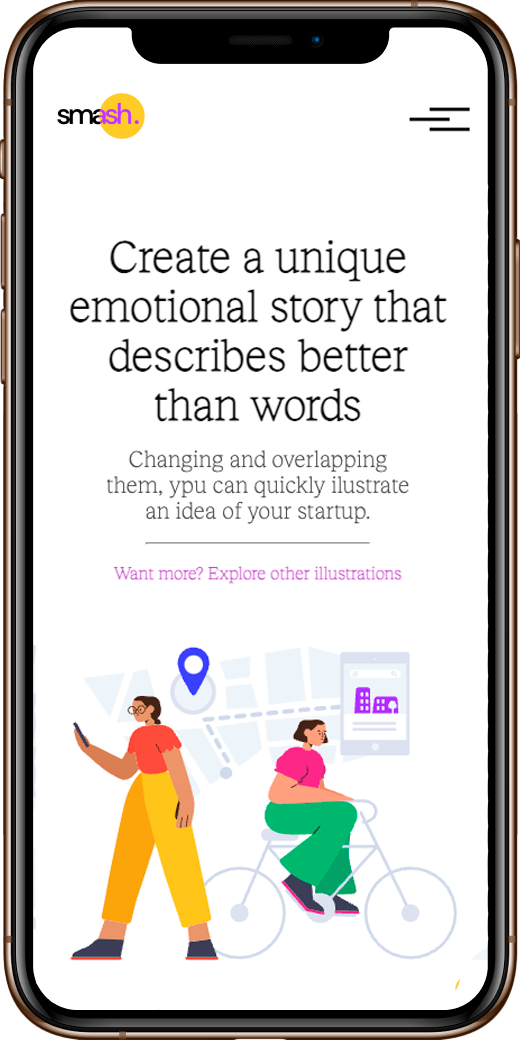 smash.
Create a unique
emotional story that
describes better
than words
Changing and overlapping
them, ypu can quickly ilustrate
an idea of your startup.
Want more? Explore other illustrations